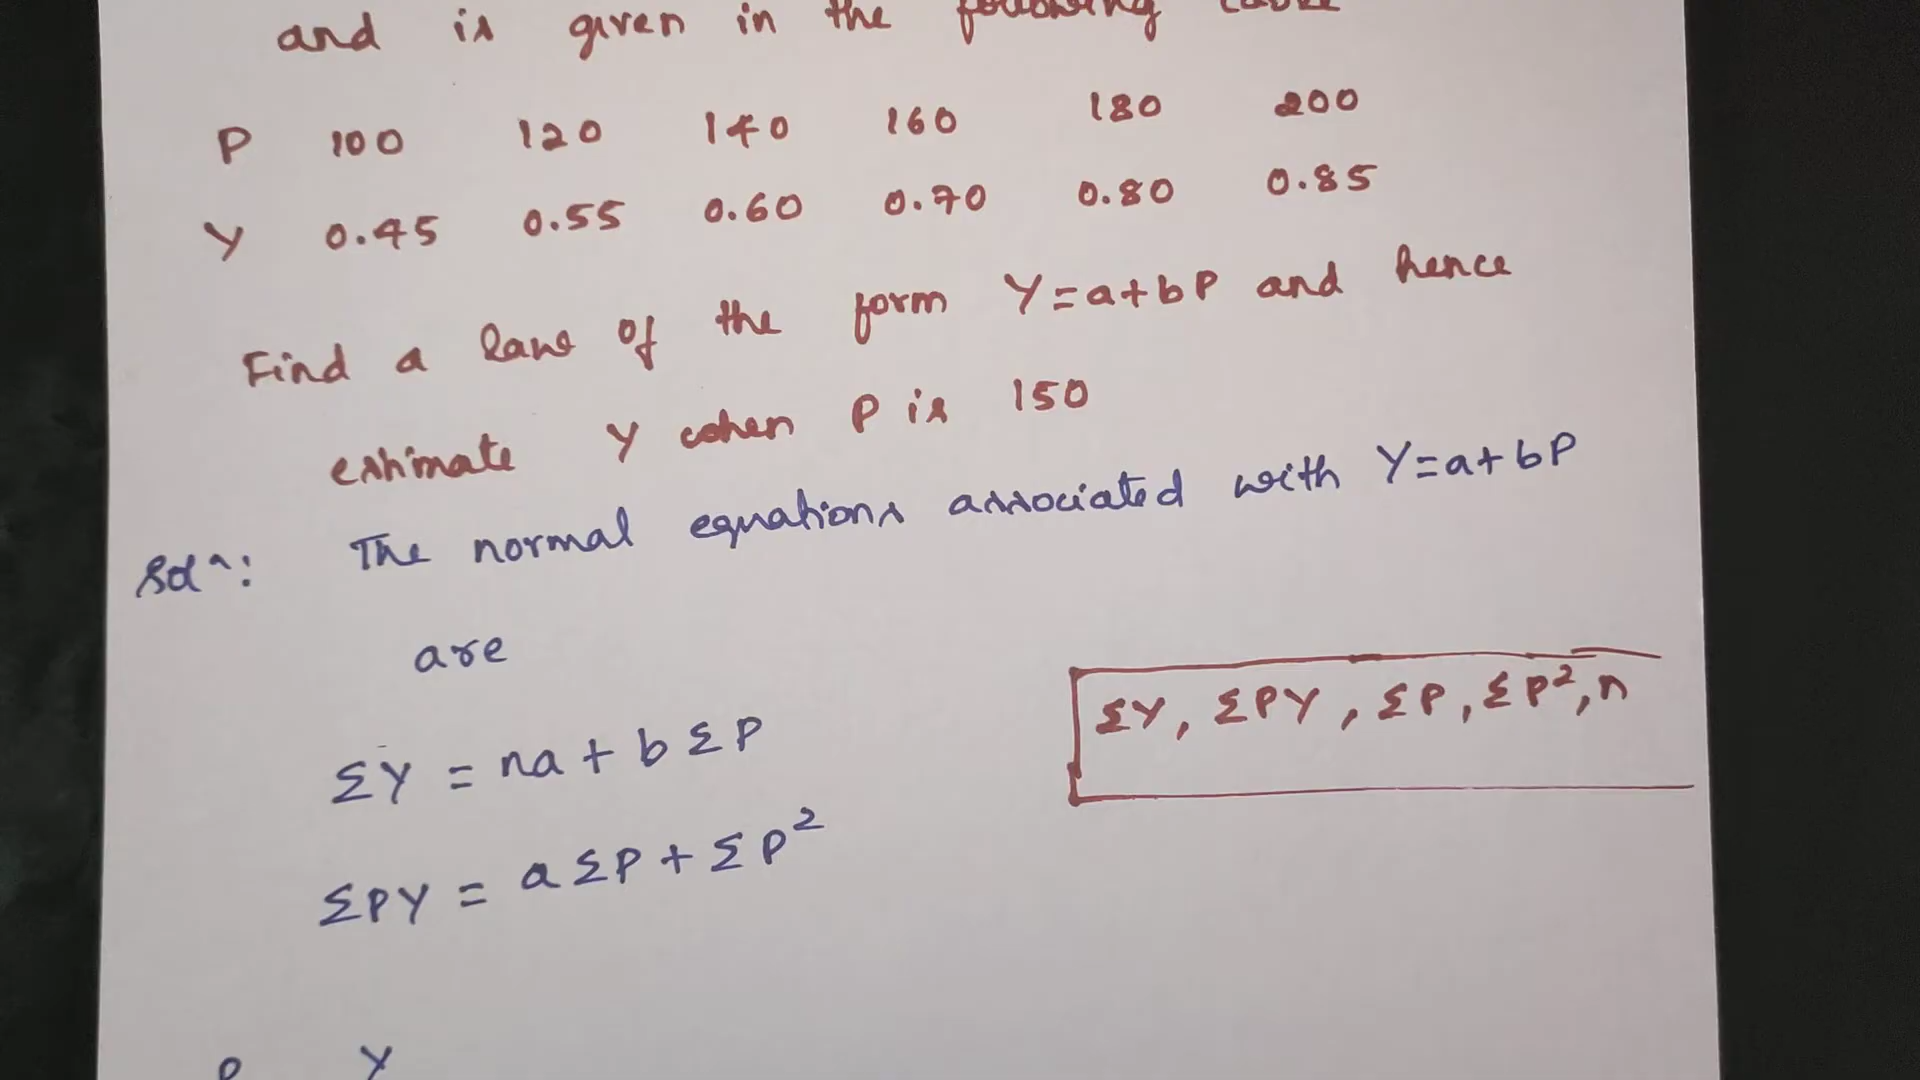 and is given in the following table
P 100 120 140 160 180 200
Y 0.45 0.55 0.60 0.70 0.80 0.85
Find a law of the form Y=a+bP and hence
estimate Y when P is 150
Solⁿ: The normal equations associated with Y=a+bP
are
ΣY, ΣPY, ΣP, ΣP², n
ΣY = na + bΣP
ΣPY = aΣP + ΣP²
P Y